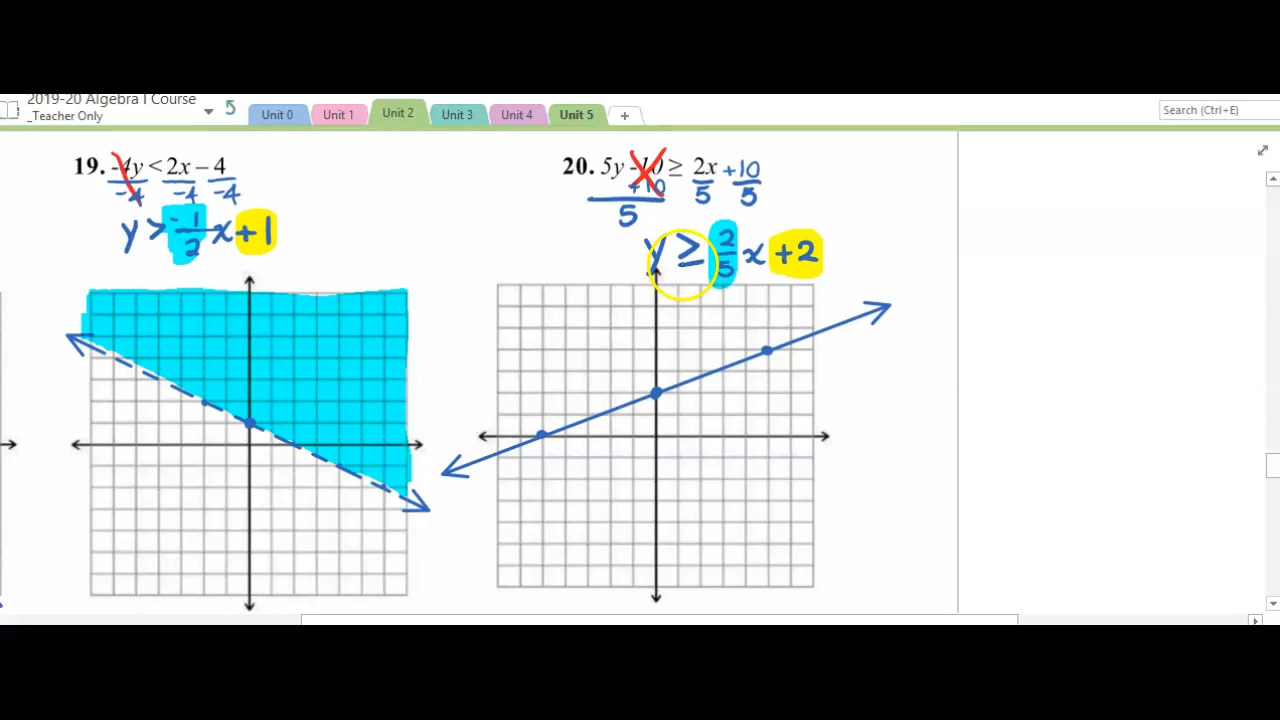 2019-20 Algebra I Course
_Teacher Only
Unit 0
Unit 1
Unit 2
Unit 3
Unit 4
Unit 5
+
Search (Ctrl+E)
19. -4y < 2x – 4
-4 -4 -4
y > -1/2 x + 1
20. 5y - 10 ≥ 2x + 10
+10 5 5
5
y ≥ 2/5 x + 2